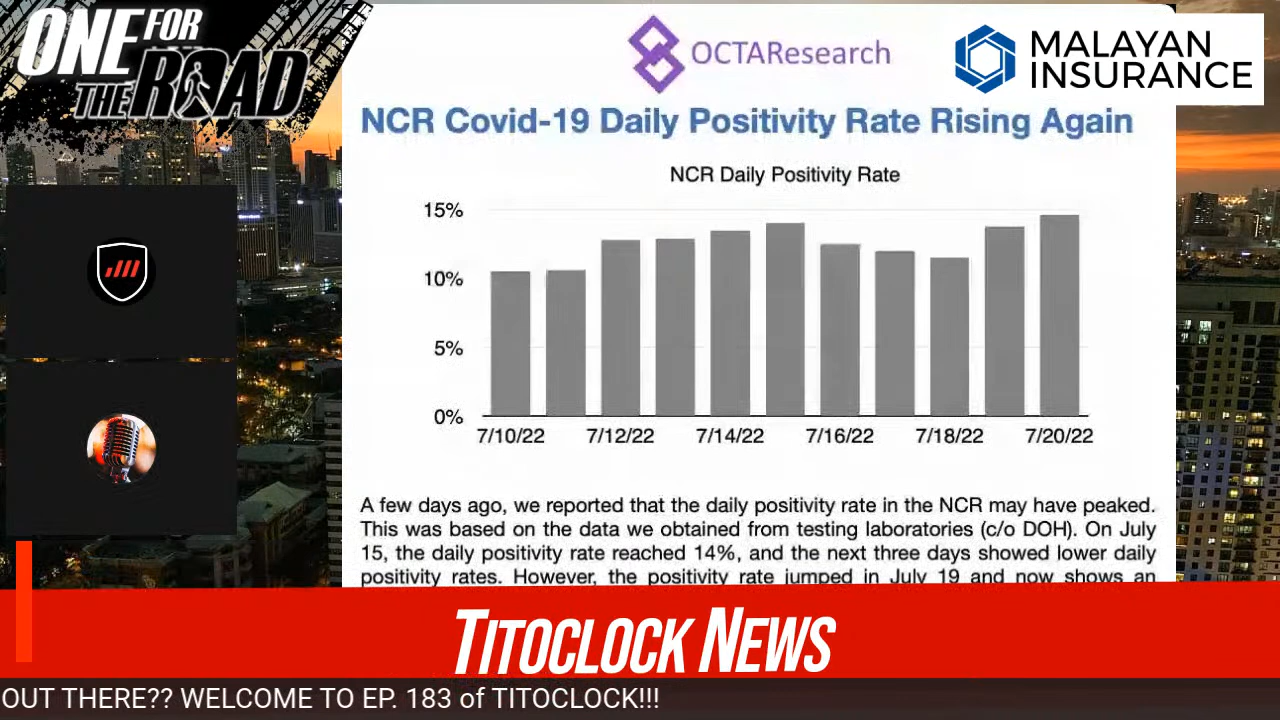 ONE FOR
THE ROAD
OCTAResearch
MALAYAN
INSURANCE
NCR Covid-19 Daily Positivity Rate Rising Again
NCR Daily Positivity Rate
15%
10%
5%
0%
7/10/22 7/12/22 7/14/22 7/16/22 7/18/22 7/20/22
A few days ago, we reported that the daily positivity rate in the NCR may have peaked.
This was based on the data we obtained from testing laboratories (c/o DOH). On July
15, the daily positivity rate reached 14%, and the next three days showed lower daily
positivity rates. However, the positivity rate jumped in July 19 and now shows an
TITOCLOCK NEWS
OUT THERE?? WELCOME TO EP. 183 of TITOCLOCK!!!